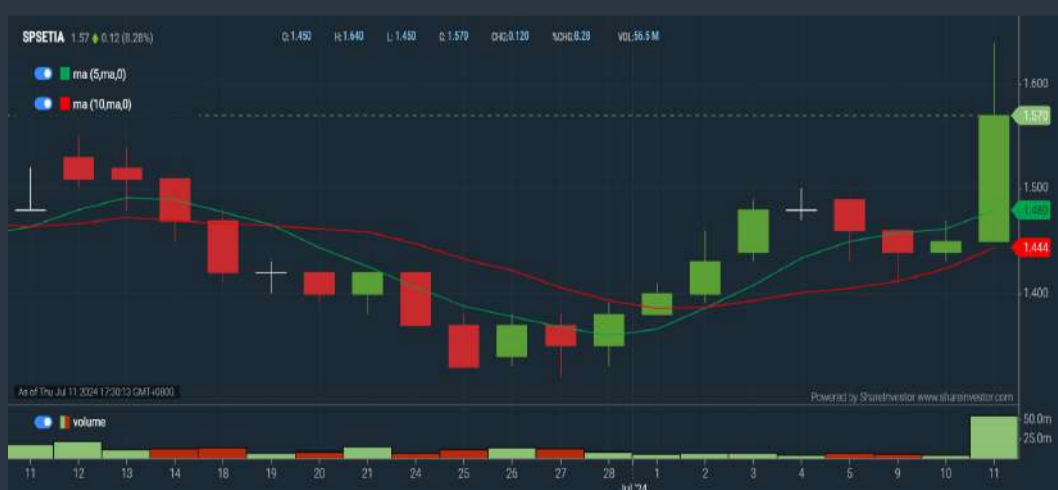 SPSETIA 1.57 0.12 (8.28%) O:1.450 H:1.640 L: 1.450 C:1.570 CHG:0.120 %CHG:8.28 VOL:56.5 M
ma (5,ma,0)
ma (10,ma,0)
1.600
1.570
1.500
1.480
1.444
1.400
As of Thu Jul 11 2024 17:30:13 GMT+0800
Powered by ShareInvestor www.shareinvestor.com
volume
50.0m
25.0m
11 12 13 14 18 19 20 21 24 25 26 27 28 1 2 3 4 5 9 10 11
Jul '24